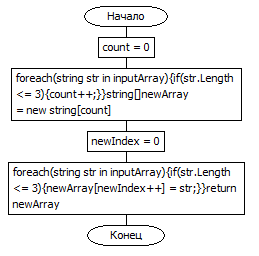 Начало
count = 0
foreach(string str in inputArray){if(str.Length
<= 3){count++;}}string[]newArray
= new string[count]
newIndex = 0
foreach(string str in inputArray){if(str.Length
<= 3){newArray[newIndex++] = str;}}return
newArray
Конец